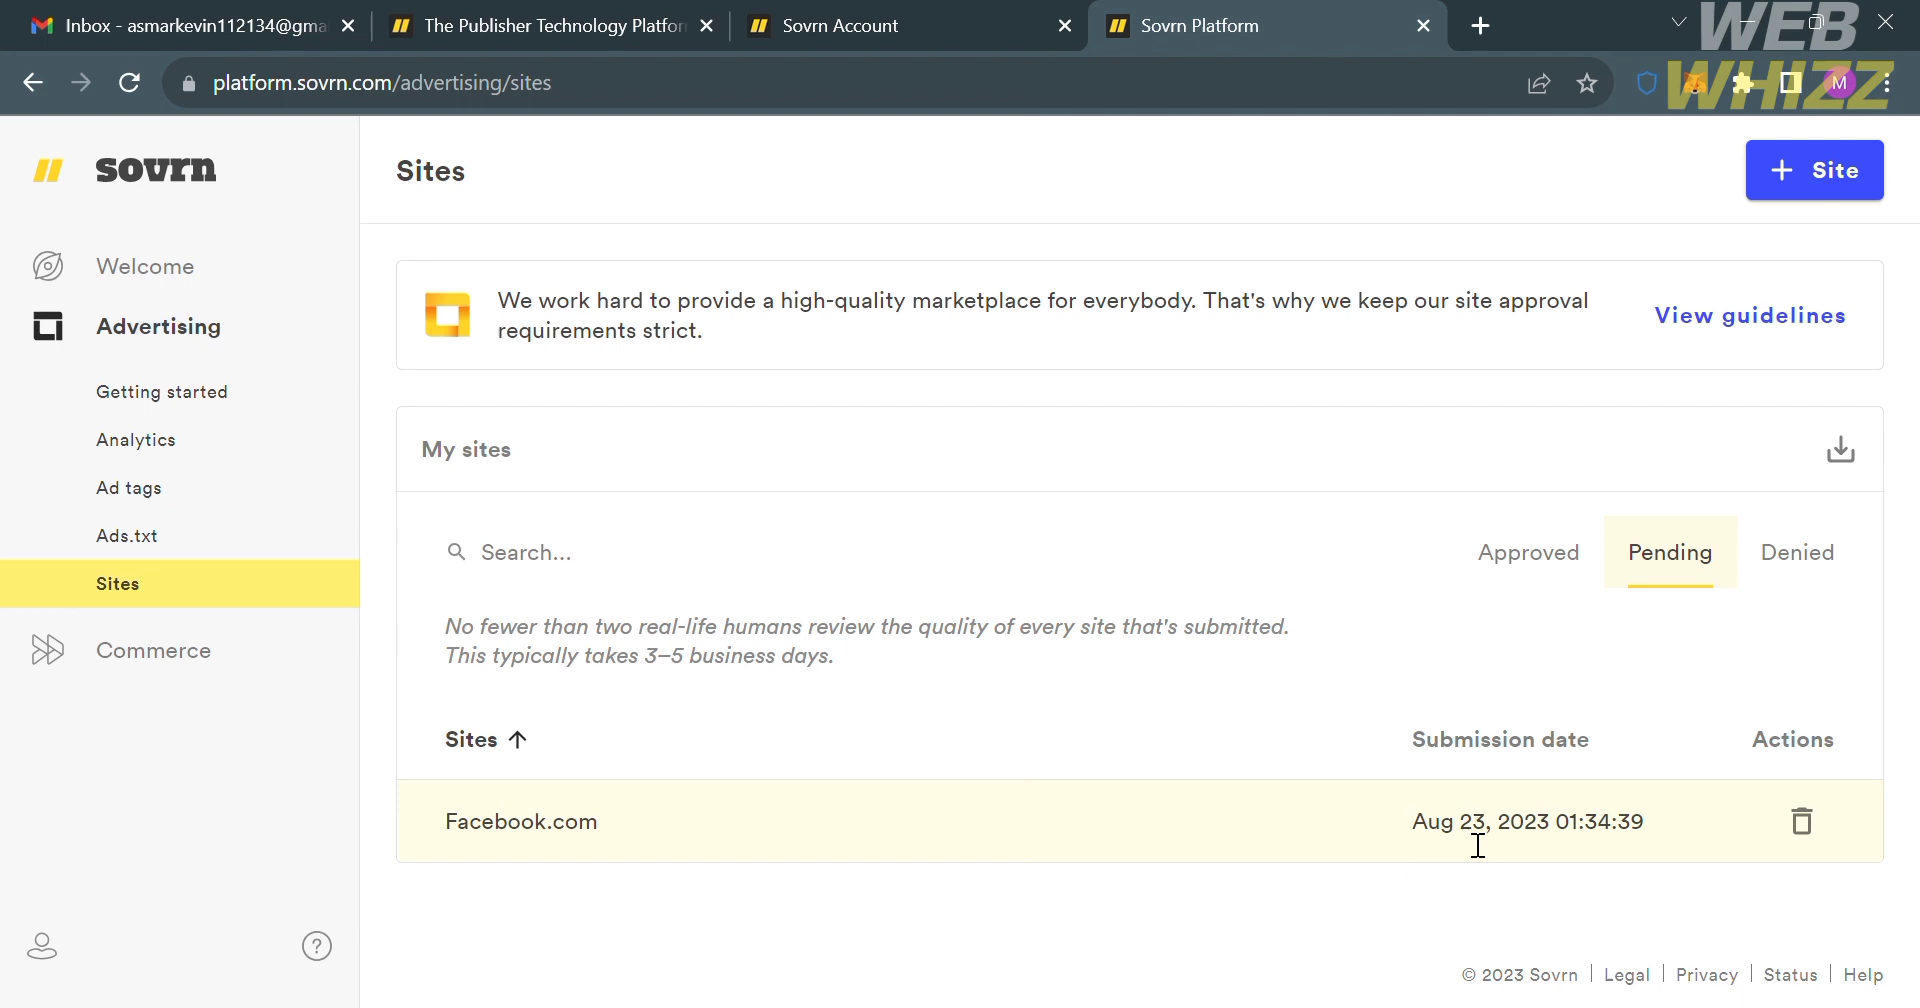 Inbox - asmarkevin112134@gma
The Publisher Technology Platfor
Sovrn Account
Sovrn Platform
WEB
WHIZZ
platform.sovrn.com/advertising/sites
M
sovrn
Sites
+ Site
Welcome
Advertising
Getting started
Analytics
Ad tags
Ads.txt
Sites
Commerce
We work hard to provide a high-quality marketplace for everybody. That's why we keep our site approval
requirements strict.
View guidelines
My sites
Search...
Approved
Pending
Denied
No fewer than two real-life humans review the quality of every site that's submitted.
This typically takes 3–5 business days.
Sites ↑
Submission date
Actions
Facebook.com
Aug 23, 2023 01:34:39
?
© 2023 Sovrn | Legal | Privacy | Status | Help